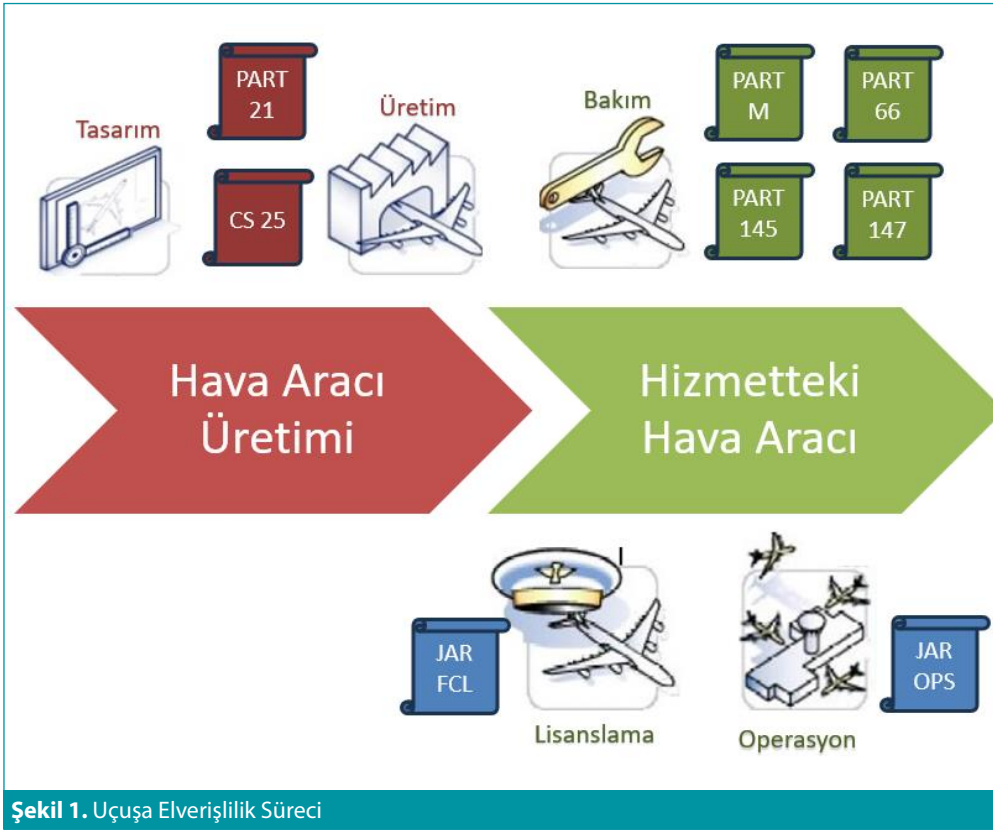 Tasarım
PART
21
CS 25
Üretim
Bakım
PART
M
PART
66
PART
145
PART
147
Hava Aracı
Üretimi
Hizmetteki
Hava Aracı
JAR
FCL
Lisanslama
Operasyon
JAR
OPS
Şekil 1. Uçuşa Elverişlilik Süreci